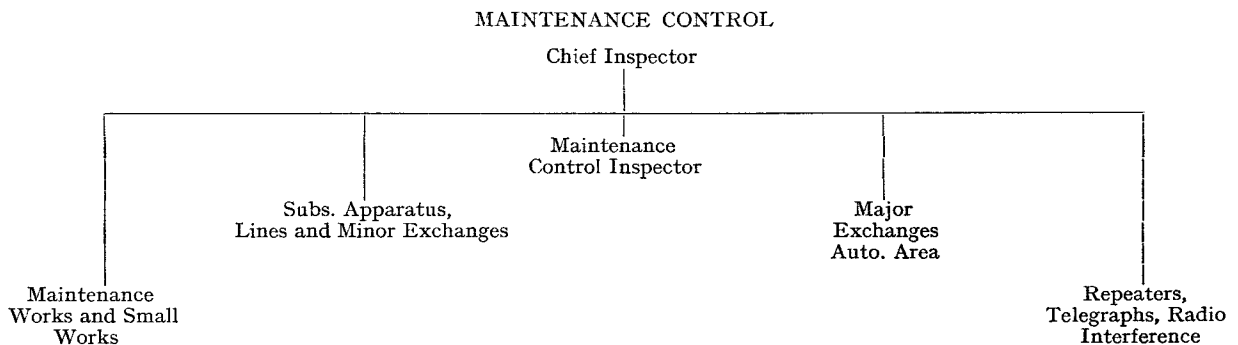 MAINTENANCE CONTROL
Chief Inspector
Maintenance
Control Inspector
Subs. Apparatus,
Lines and Minor Exchanges
Major
Exchanges
Auto. Area
Maintenance
Works and Small
Works
Repeaters,
Telegraphs, Radio
Interference